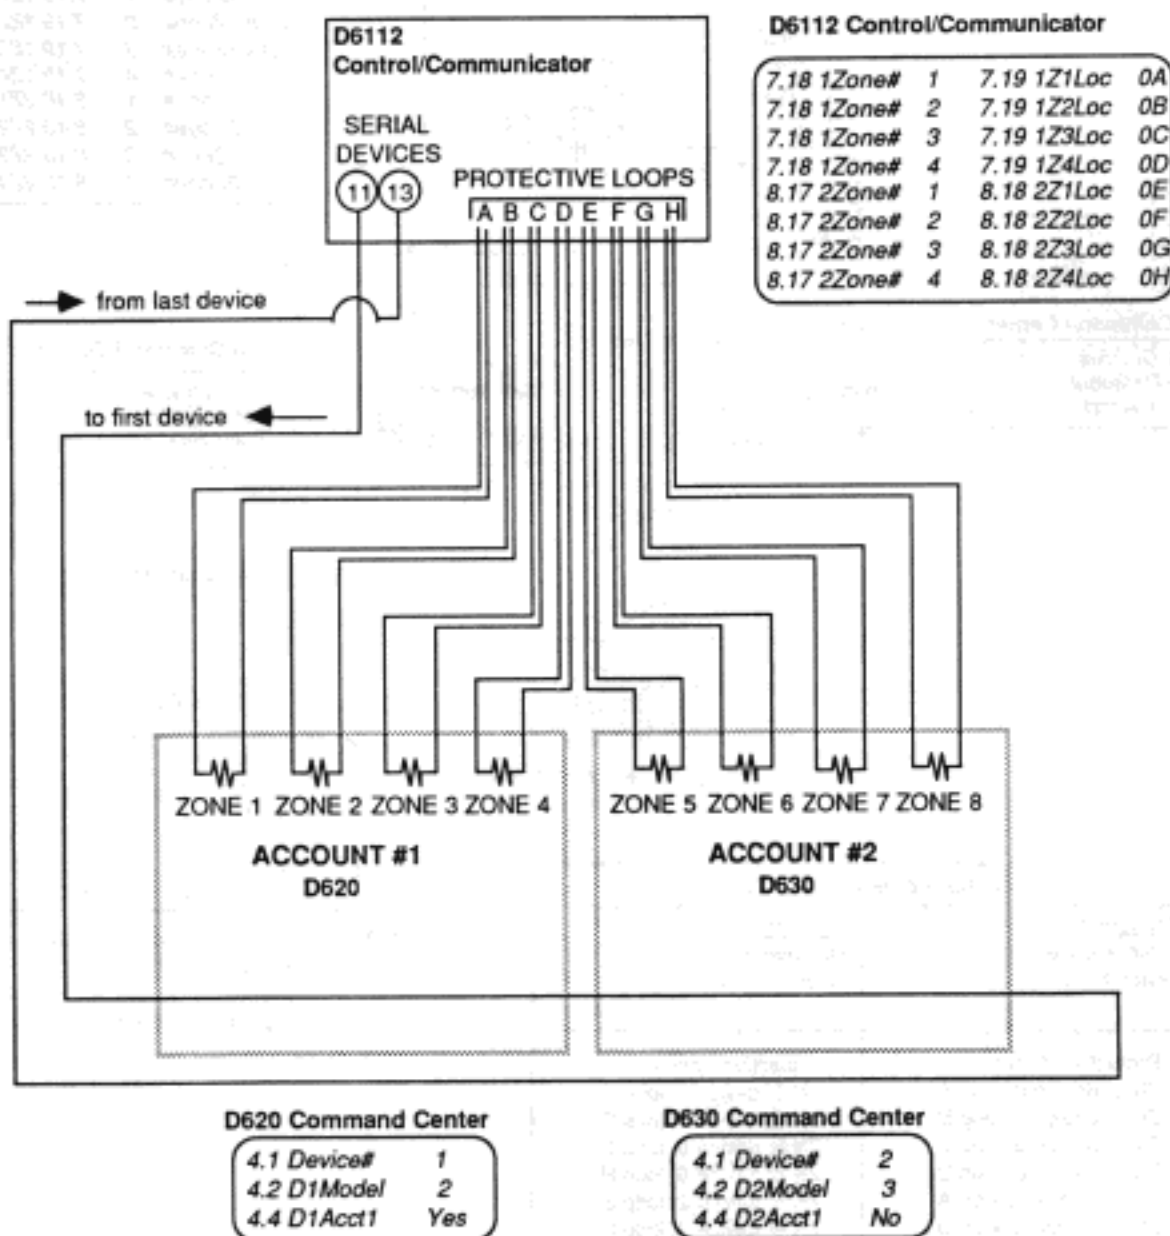 D6112
Control/Communicator
SERIAL
DEVICES
11 13
PROTECTIVE LOOPS
A B C D E F G H
D6112 Control/Communicator
7.18 1Zone# 1 7.19 1Z1Loc 0A
7.18 1Zone# 2 7.19 1Z2Loc 0B
7.18 1Zone# 3 7.19 1Z3Loc 0C
7.18 1Zone# 4 7.19 1Z4Loc 0D
8.17 2Zone# 1 8.18 2Z1Loc 0E
8.17 2Zone# 2 8.18 2Z2Loc 0F
8.17 2Zone# 3 8.18 2Z3Loc 0G
8.17 2Zone# 4 8.18 2Z4Loc 0H
from last device
to first device
ZONE 1 ZONE 2 ZONE 3 ZONE 4
ACCOUNT #1
D620
ZONE 5 ZONE 6 ZONE 7 ZONE 8
ACCOUNT #2
D630
D620 Command Center
4.1 Device# 1
4.2 D1Model 2
4.4 D1Acct1 Yes
D630 Command Center
4.1 Device# 2
4.2 D2Model 3
4.4 D2Acct1 No